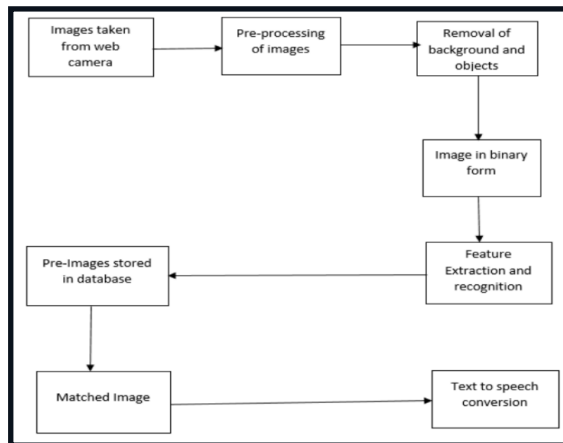 Images taken
from web
camera
Pre-processing
of images
Removal of
background and
objects
Image in binary
form
Feature
Extraction and
recognition
Pre-Images stored
in database
Matched Image
Text to speech
conversion